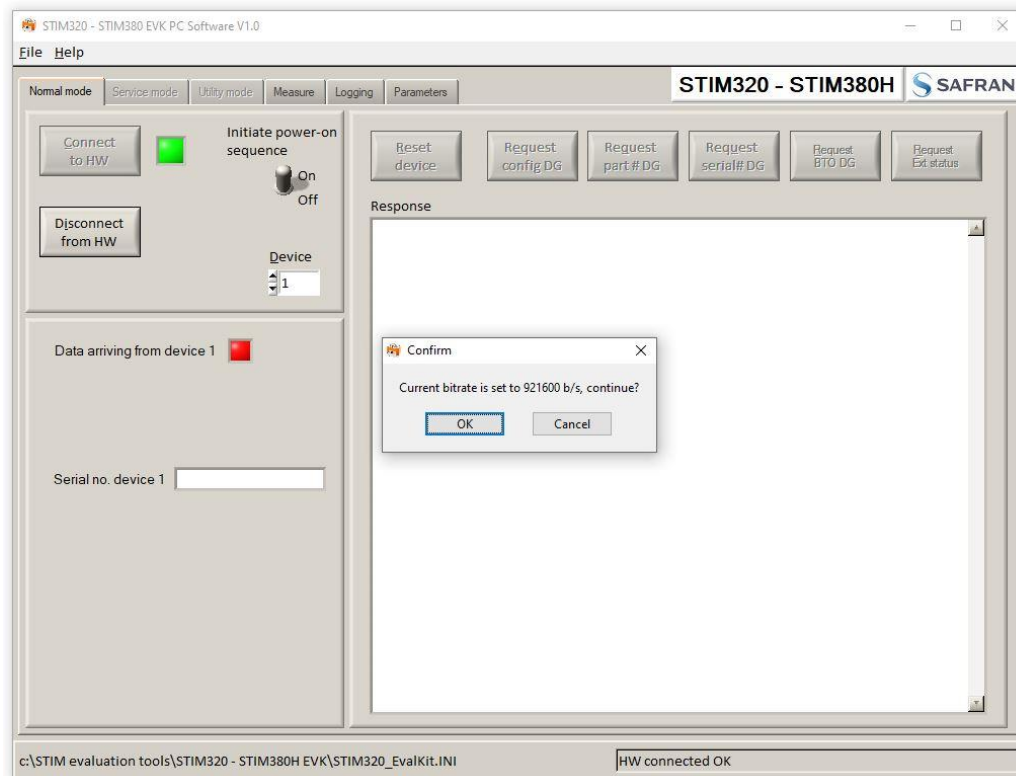 STIM320 - STIM380 EVK PC Software V1.0
File Help
Normal mode Service mode Utility mode Measure Logging Parameters
STIM320 - STIM380H SAFRAN
Connect
to HW
Initiate power-on
sequence
On
Off
Disconnect
from HW
Device
1
Reset
device
Request
config DG
Request
part # DG
Request
serial# DG
Request
BTO DG
Request
Ext status
Response
Data arriving from device 1
Serial no. device 1
Confirm
Current bitrate is set to 921600 b/s, continue?
OK Cancel
c:\STIM evaluation tools\STIM320 - STIM380H EVK\STIM320_EvalKit.INI
HW connected OK